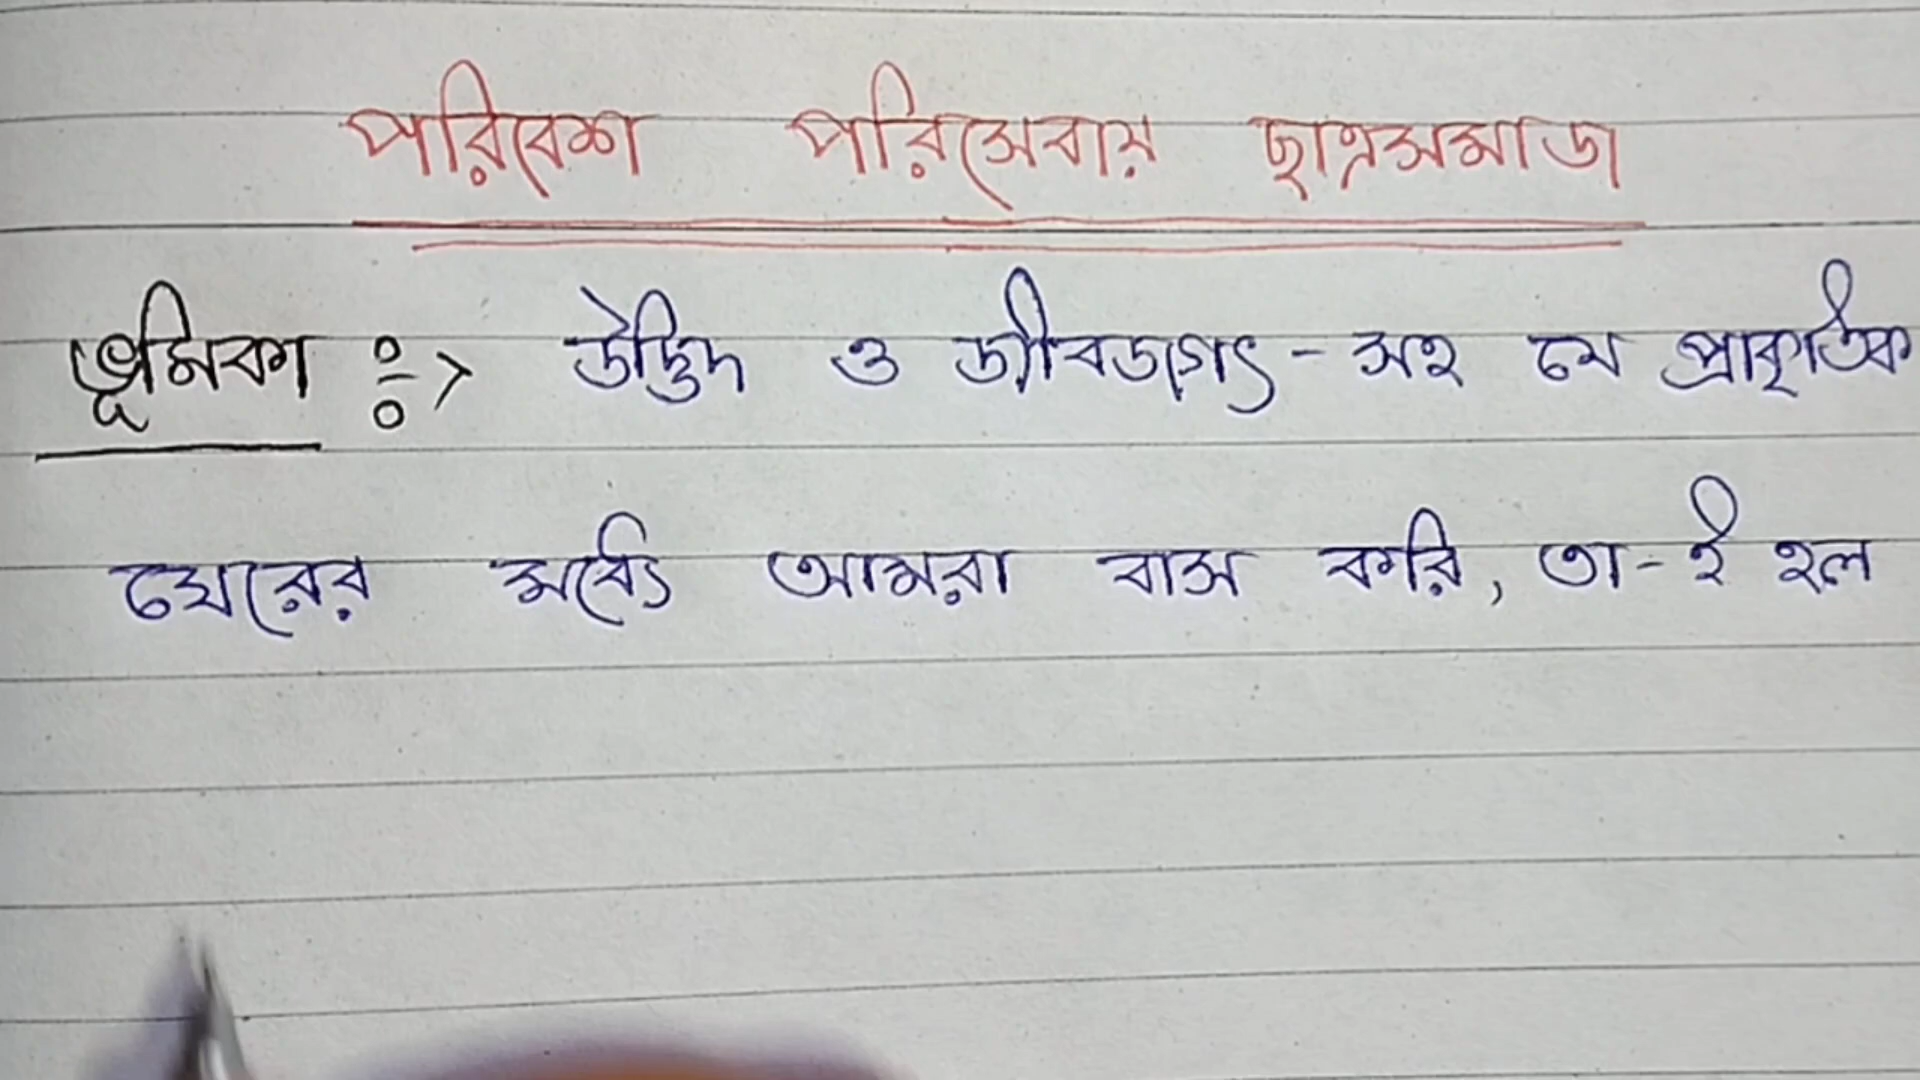 পরিবেশ পরিসেবায় ছাত্রসমাজ
ভূমিকা ঃ-> উদ্ভিদ ও জীবজগৎ-সহ যে প্রাকৃতিক
ঘেরের মধ্যে আমরা বাস করি, তা-ই হল